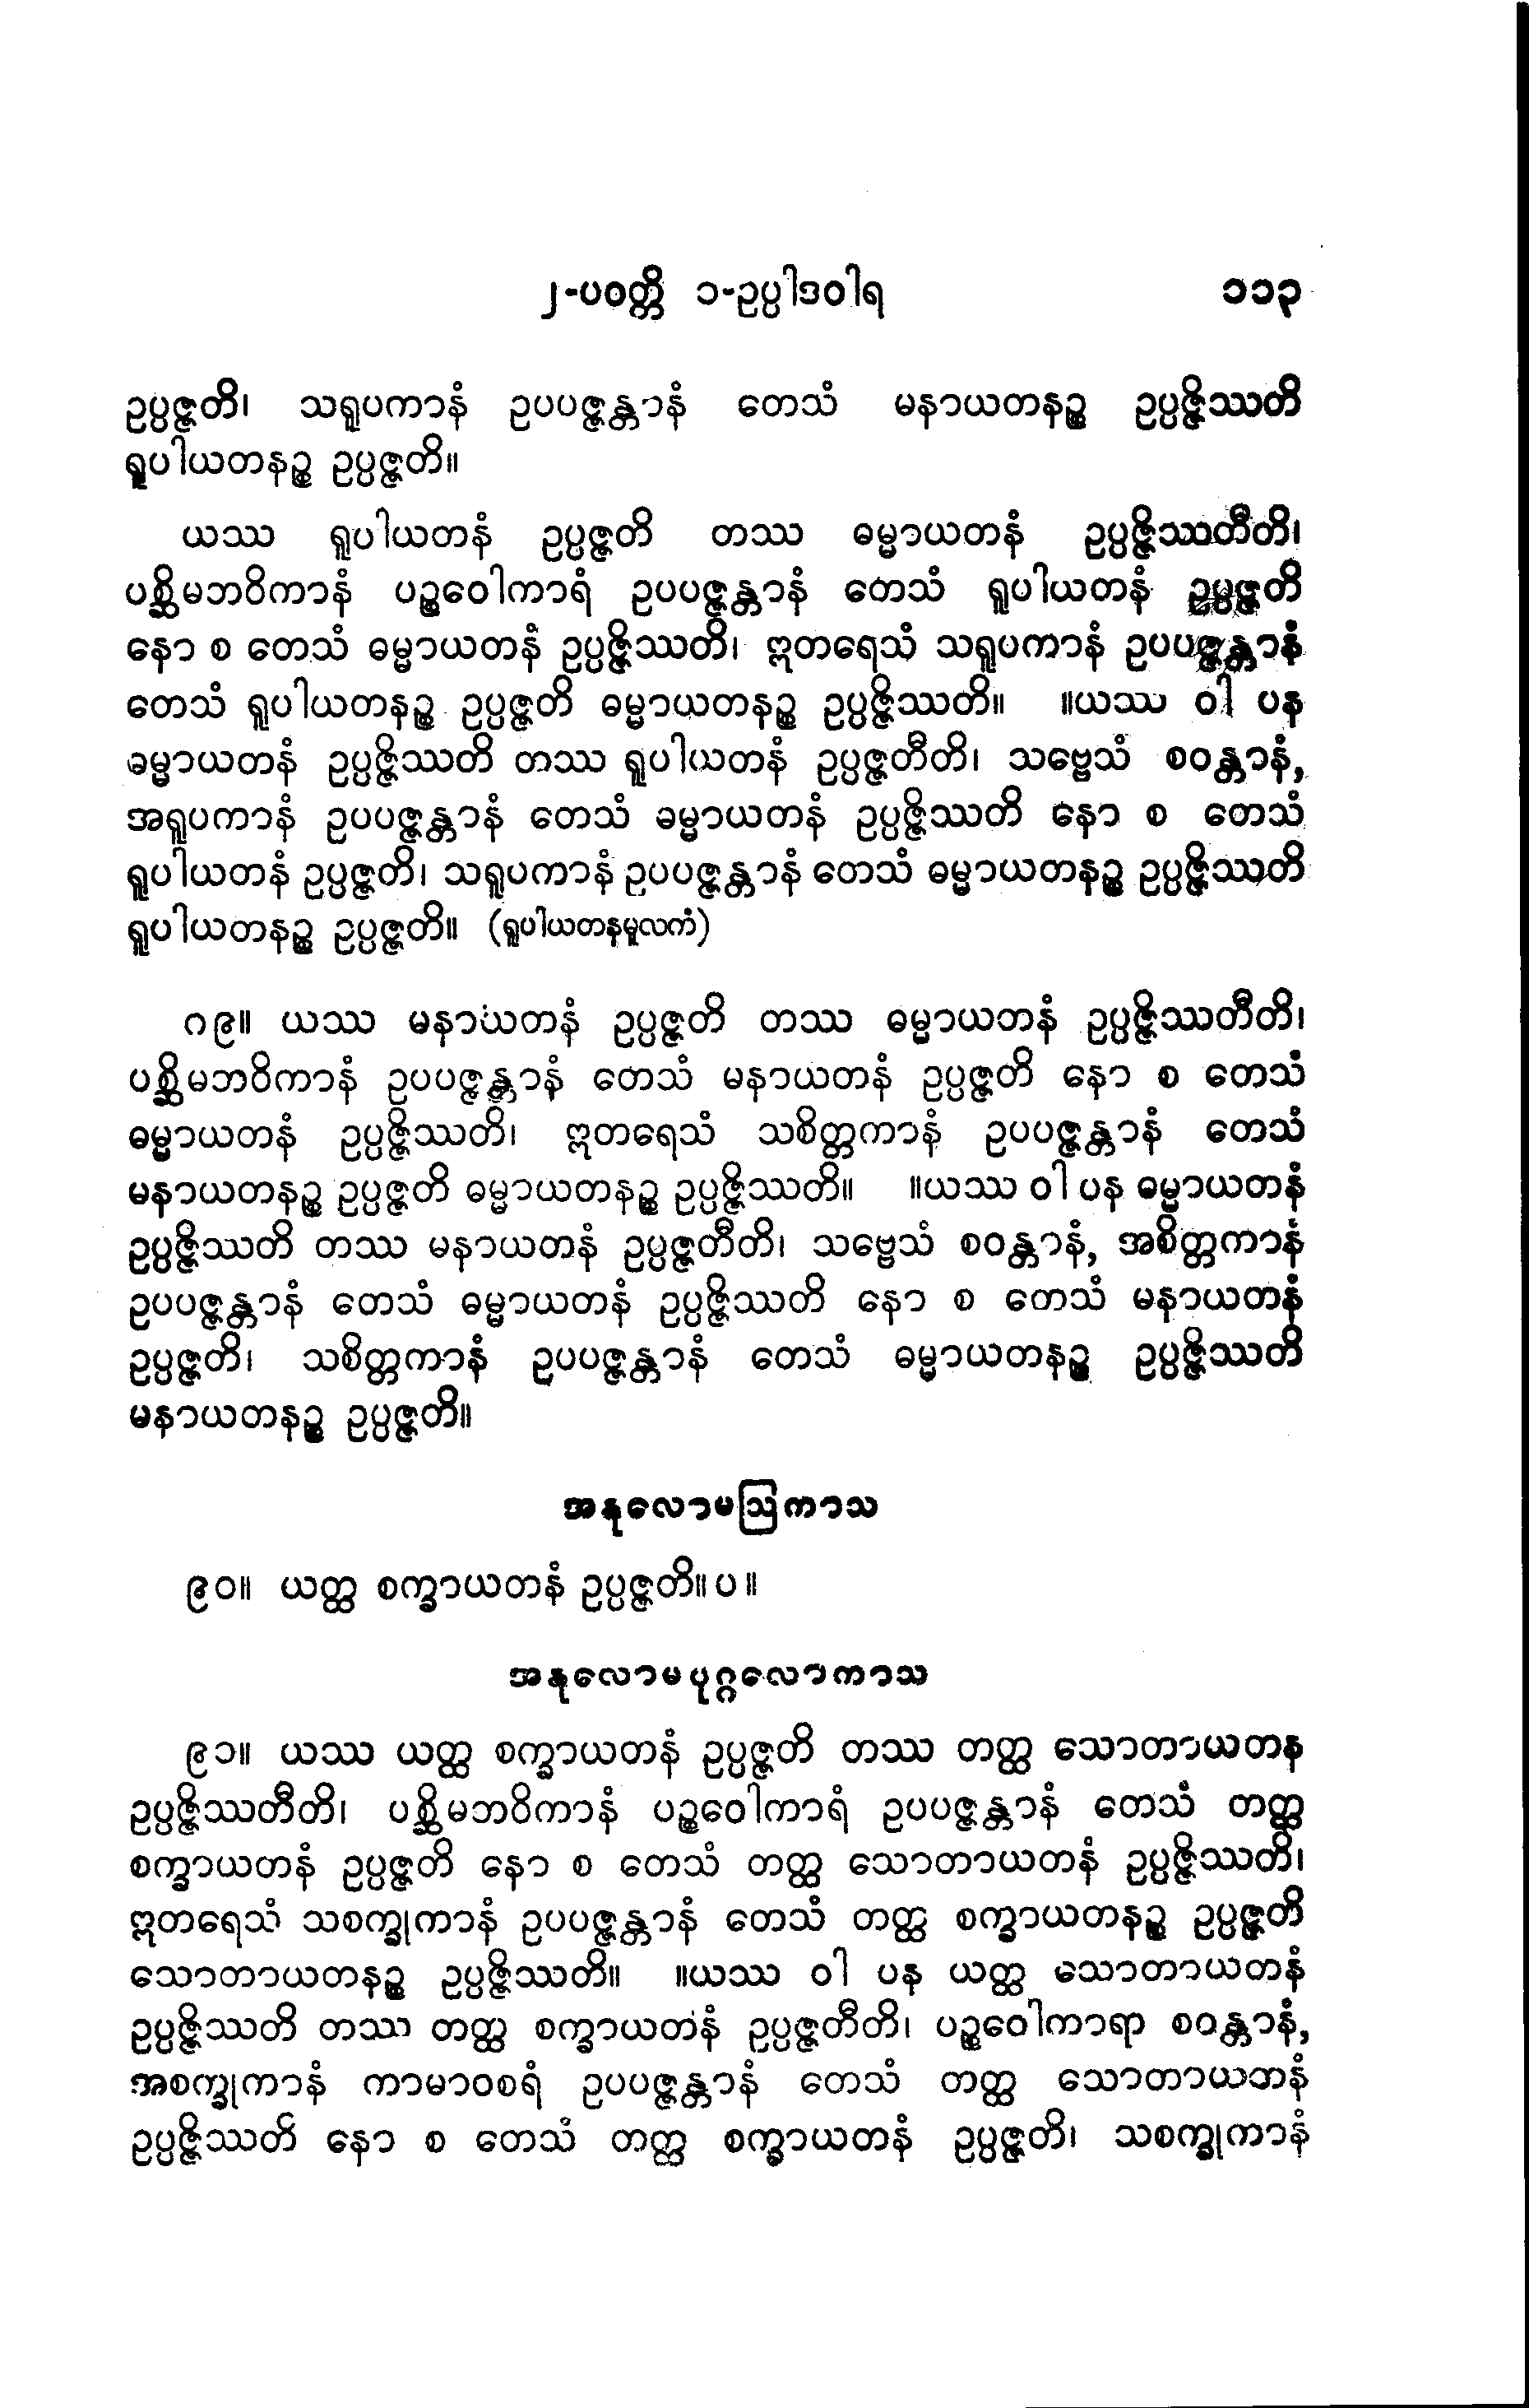 ၂-ပဝတ္တိ ၁-ဥပ္ပါဒဝါရ ၁၁၃
ဥပ္ပဇ္ဇတိ၊ သရူပကာနံ ဥပပဇ္ဇန္တာနံ တေသံ မနာယတနဉ္စ ဥပ္ပဇ္ဇိဿတိ
ရူပါယတနဉ္စ ဥပ္ပဇ္ဇတိ။
ယဿ ရူပါယတနံ ဥပ္ပဇ္ဇတိ တဿ ဓမ္မာယတနံ ဥပ္ပဇ္ဇိဿတီတိ၊
ပစ္ဆိမဘဝိကာနံ ပဉ္စဝေါကာရံ ဥပပဇ္ဇန္တာနံ တေသံ ရူပါယတနံ ဥပ္ပဇ္ဇတိ
နော စ တေသံ ဓမ္မာယတနံ ဥပ္ပဇ္ဇိဿတိ၊ ဣတရေသံ သရူပကာနံ ဥပပဇ္ဇန္တာနံ
တေသံ ရူပါယတနဉ္စ ဥပ္ပဇ္ဇတိ ဓမ္မာယတနဉ္စ ဥပ္ပဇ္ဇိဿတိ။ ။ယဿ ဝါ ပန
ဓမ္မာယတနံ ဥပ္ပဇ္ဇိဿတိ တဿ ရူပါယတနံ ဥပ္ပဇ္ဇတီတိ၊ သဗ္ဗေသံ စဝန္တာနံ,
အရူပကာနံ ဥပပဇ္ဇန္တာနံ တေသံ ဓမ္မာယတနံ ဥပ္ပဇ္ဇိဿတိ နော စ တေသံ
ရူပါယတနံ ဥပ္ပဇ္ဇတိ၊ သရူပကာနံ ဥပပဇ္ဇန္တာနံ တေသံ ဓမ္မာယတနဉ္စ ဥပ္ပဇ္ဇိဿတိ
ရူပါယတနဉ္စ ဥပ္ပဇ္ဇတိ။ (ရူပါယတနမူလကံ)
၈၉။ ယဿ မနာယတနံ ဥပ္ပဇ္ဇတိ တဿ ဓမ္မာယတနံ ဥပ္ပဇ္ဇိဿတီတိ၊
ပစ္ဆိမဘဝိကာနံ ဥပပဇ္ဇန္တာနံ တေသံ မနာယတနံ ဥပ္ပဇ္ဇတိ နော စ တေသံ
ဓမ္မာယတနံ ဥပ္ပဇ္ဇိဿတိ၊ ဣတရေသံ သစိတ္တကာနံ ဥပပဇ္ဇန္တာနံ တေသံ
မနာယတနဉ္စ ဥပ္ပဇ္ဇတိ ဓမ္မာယတနဉ္စ ဥပ္ပဇ္ဇိဿတိ။ ။ယဿ ဝါ ပန ဓမ္မာယတနံ
ဥပ္ပဇ္ဇိဿတိ တဿ မနာယတနံ ဥပ္ပဇ္ဇတီတိ၊ သဗ္ဗေသံ စဝန္တာနံ, အစိတ္တကာနံ
ဥပပဇ္ဇန္တာနံ တေသံ ဓမ္မာယတနံ ဥပ္ပဇ္ဇိဿတိ နော စ တေသံ မနာယတနံ
ဥပ္ပဇ္ဇတိ၊ သစိတ္တကာနံ ဥပပဇ္ဇန္တာနံ တေသံ ဓမ္မာယတနဉ္စ ဥပ္ပဇ္ဇိဿတိ
မနာယတနဉ္စ ဥပ္ပဇ္ဇတိ။
အနုလောမဩကာသ
၉၀။ ယတ္ထ စက္ခာယတနံ ဥပ္ပဇ္ဇတိ။ပ။
အနုလောမပုဂ္ဂလောကာသ
၉၁။ ယဿ ယတ္ထ စက္ခာယတနံ ဥပ္ပဇ္ဇတိ တဿ တတ္ထ သောတာယတန
ဥပ္ပဇ္ဇိဿတီတိ၊ ပစ္ဆိမဘဝိကာနံ ပဉ္စဝေါကာရံ ဥပပဇ္ဇန္တာနံ တေသံ တတ္ထ
စက္ခာယတနံ ဥပ္ပဇ္ဇတိ နော စ တေသံ တတ္ထ သောတာယတနံ ဥပ္ပဇ္ဇိဿတိ၊
ဣတရေသံ သစက္ခုကာနံ ဥပပဇ္ဇန္တာနံ တေသံ တတ္ထ စက္ခာယတနဉ္စ ဥပ္ပဇ္ဇတိ
သောတာယတနဉ္စ ဥပ္ပဇ္ဇိဿတိ။ ။ယဿ ဝါ ပန ယတ္ထ သောတာယတနံ
ဥပ္ပဇ္ဇိဿတိ တဿ တတ္ထ စက္ခာယတနံ ဥပ္ပဇ္ဇတီတိ၊ ပဉ္စဝေါကာရာ စဝန္တာနံ,
အစက္ခုကာနံ ကာမာဝစရံ ဥပပဇ္ဇန္တာနံ တေသံ တတ္ထ သောတာယတနံ
ဥပ္ပဇ္ဇိဿတိ နော စ တေသံ တတ္ထ စက္ခာယတနံ ဥပ္ပဇ္ဇတိ၊ သစက္ခုကာနံ